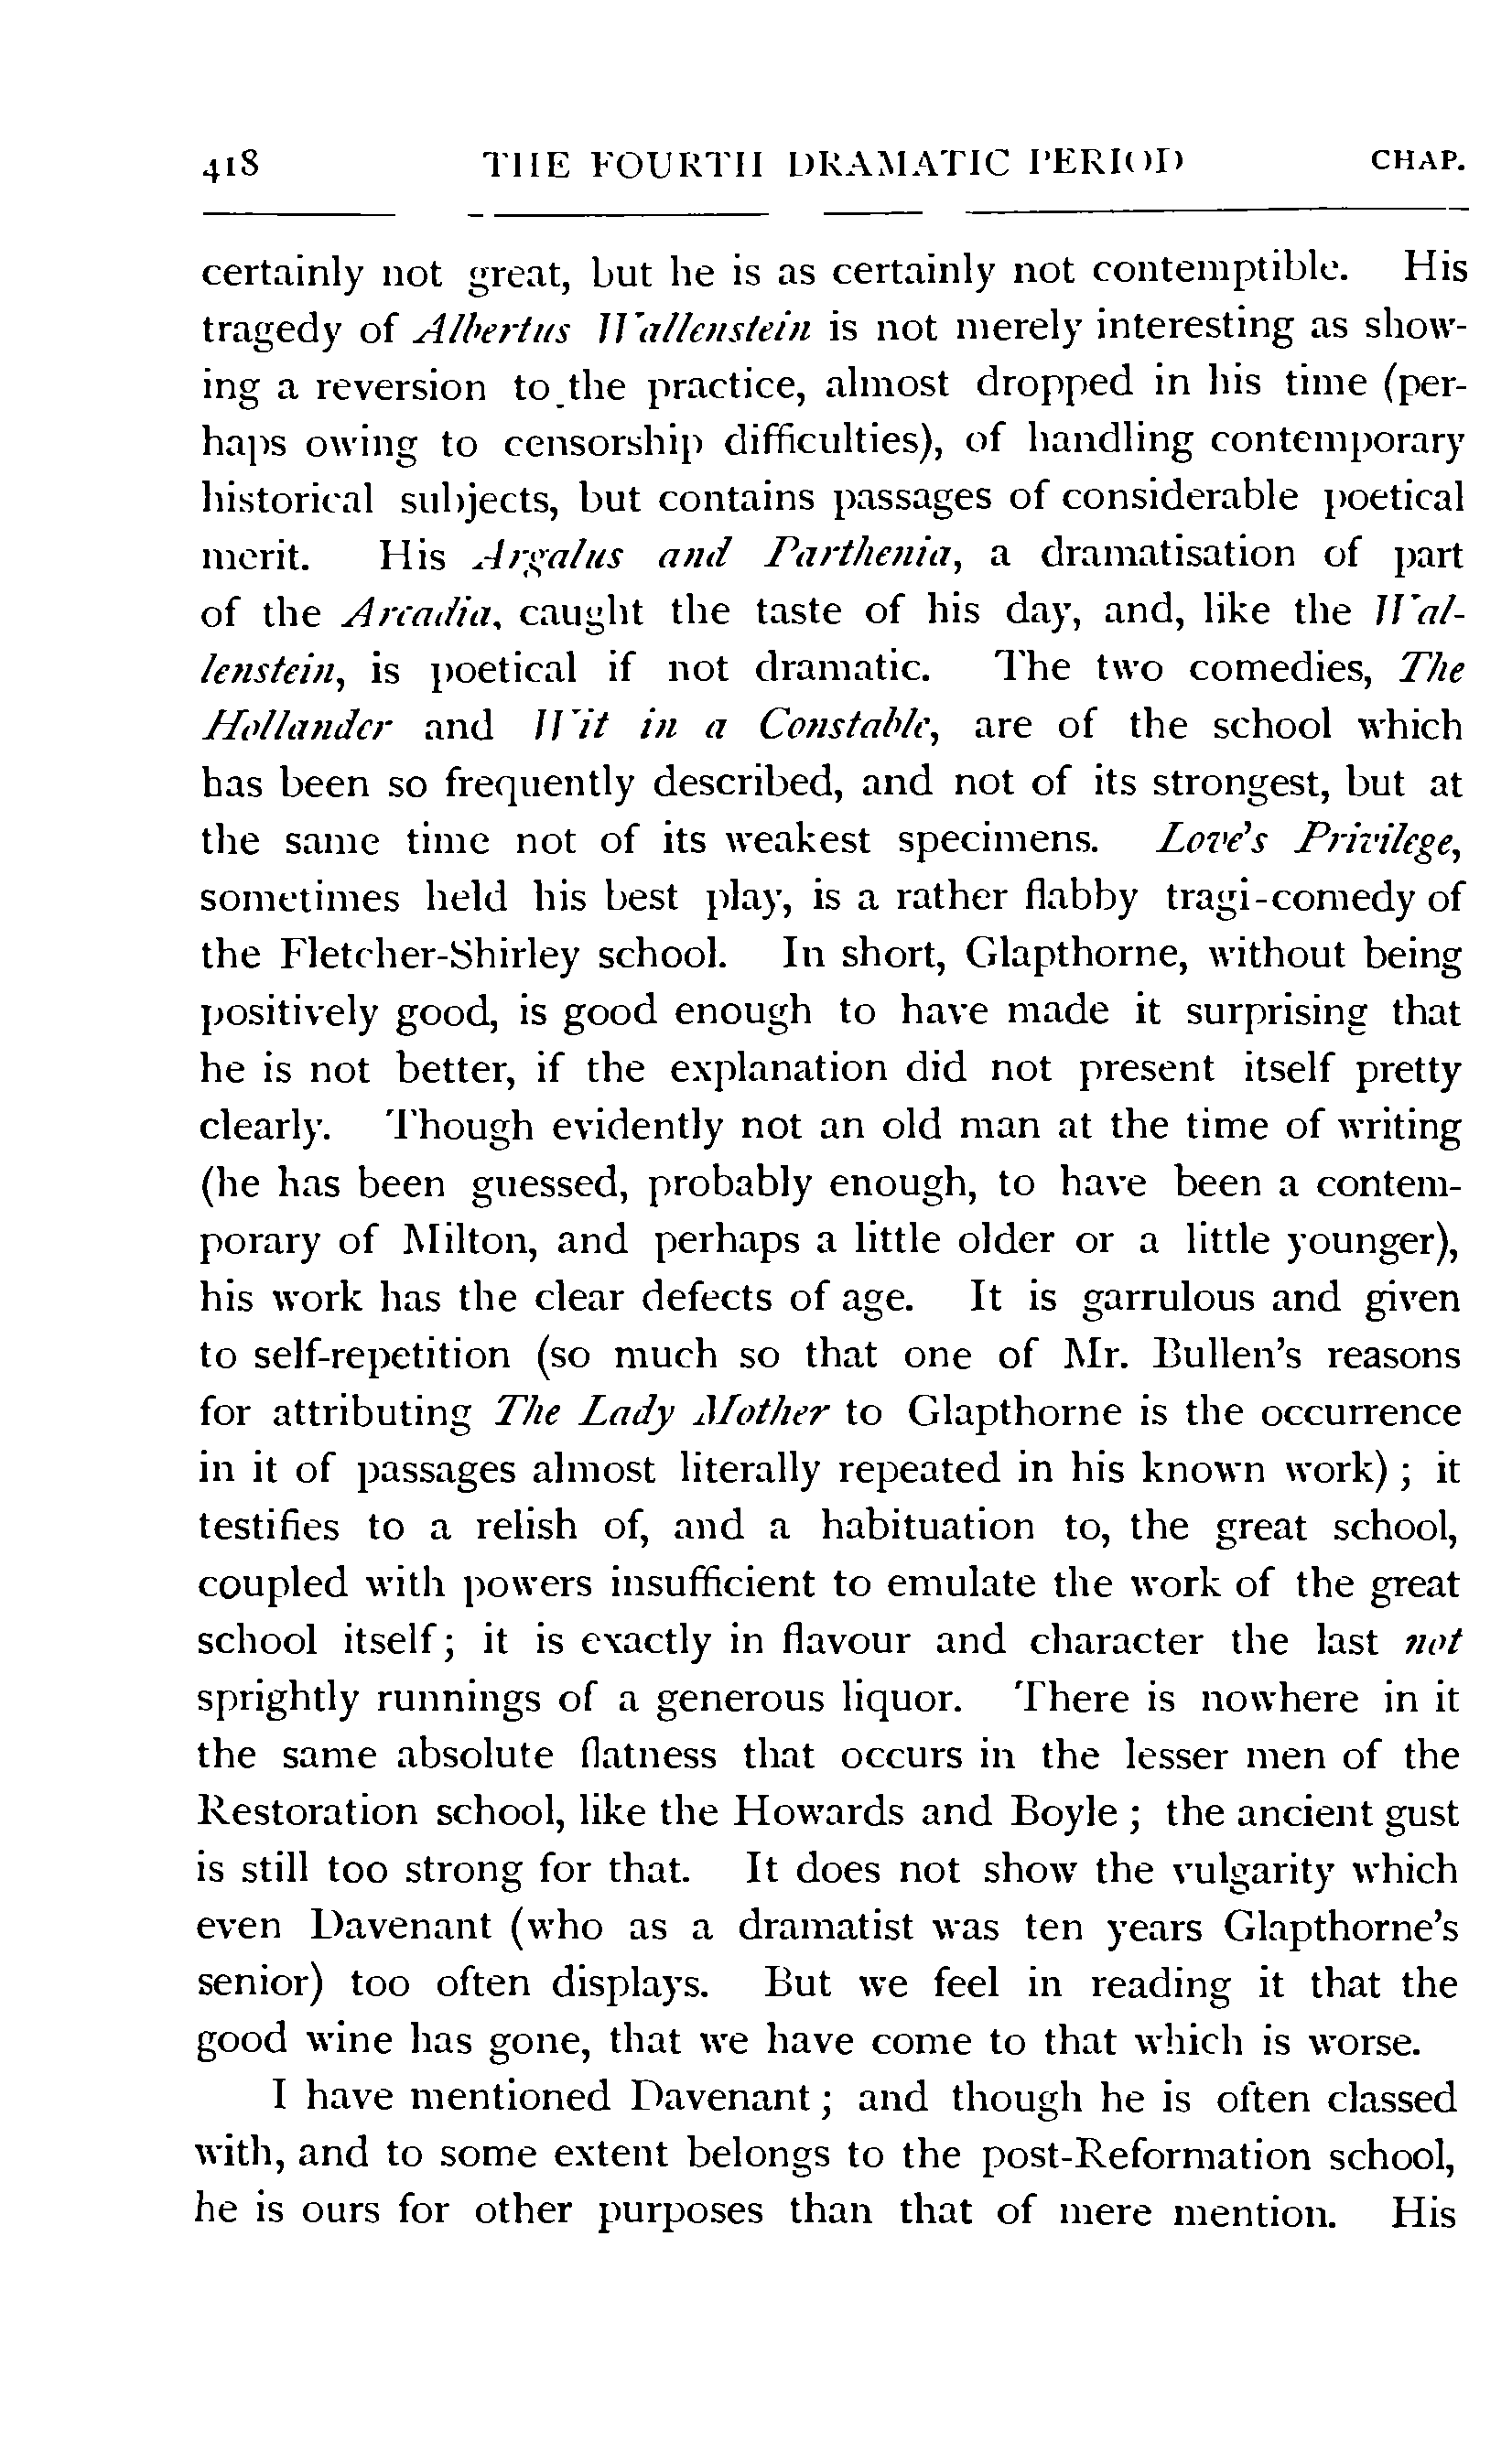 418 THE FOURTH DRAMATIC PERIOD CHAP.
certainly not great, but he is as certainly not contemptible. His
tragedy of Albertus Wallenstein is not merely interesting as show-
ing a reversion to the practice, almost dropped in his time (per-
haps owing to censorship difficulties), of handling contemporary
historical subjects, but contains passages of considerable poetical
merit. His Argalus and Parthenia, a dramatisation of part
of the Arcadia, caught the taste of his day, and, like the Wal-
lenstein, is poetical if not dramatic. The two comedies, The
Hollander and Wit in a Constable, are of the school which
has been so frequently described, and not of its strongest, but at
the same time not of its weakest specimens. Love's Privilege,
sometimes held his best play, is a rather flabby tragi-comedy of
the Fletcher-Shirley school. In short, Glapthorne, without being
positively good, is good enough to have made it surprising that
he is not better, if the explanation did not present itself pretty
clearly. Though evidently not an old man at the time of writing
(he has been guessed, probably enough, to have been a contem-
porary of Milton, and perhaps a little older or a little younger),
his work has the clear defects of age. It is garrulous and given
to self-repetition (so much so that one of Mr. Bullen's reasons
for attributing The Lady Mother to Glapthorne is the occurrence
in it of passages almost literally repeated in his known work); it
testifies to a relish of, and a habituation to, the great school,
coupled with powers insufficient to emulate the work of the great
school itself; it is exactly in flavour and character the last not
sprightly runnings of a generous liquor. There is nowhere in it
the same absolute flatness that occurs in the lesser men of the
Restoration school, like the Howards and Boyle; the ancient gust
is still too strong for that. It does not show the vulgarity which
even Davenant (who as a dramatist was ten years Glapthorne's
senior) too often displays. But we feel in reading it that the
good wine has gone, that we have come to that which is worse.
I have mentioned Davenant; and though he is often classed
with, and to some extent belongs to the post-Reformation school,
he is ours for other purposes than that of mere mention. His